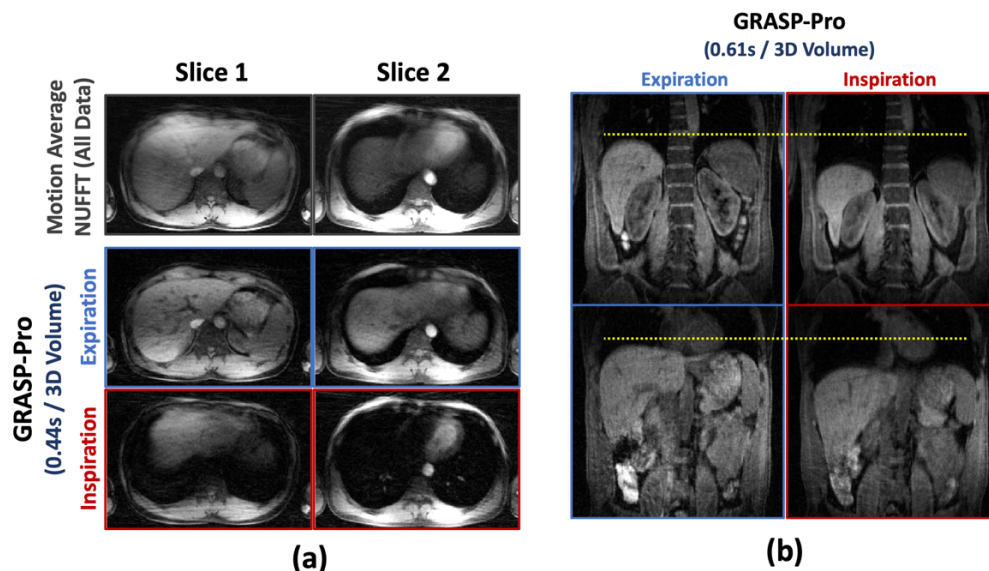 Slice 1
Slice 2
Motion Average
NUFFT (All Data)
GRASP-Pro
(0.44s / 3D Volume)
Expiration
Inspiration
(a)
GRASP-Pro
(0.61s / 3D Volume)
Expiration
Inspiration
(b)